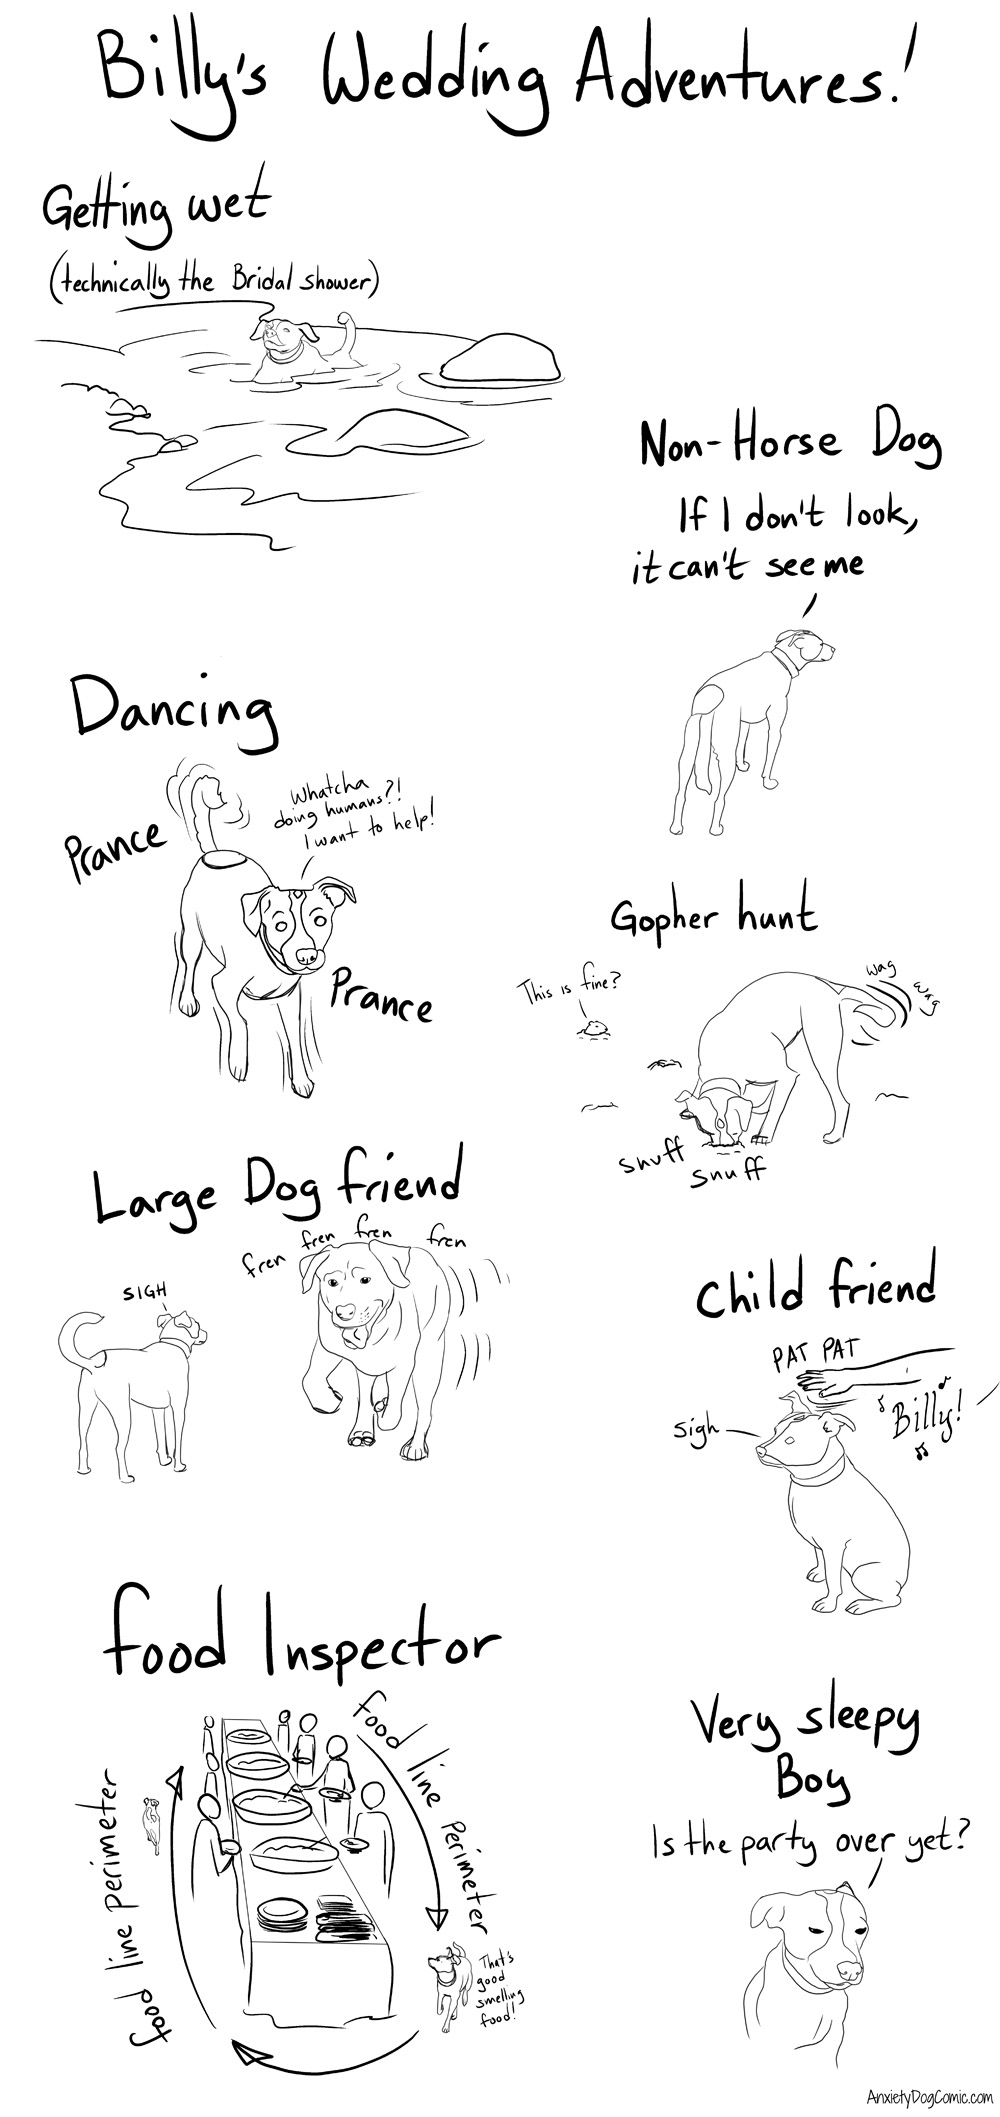 Billy's Wedding Adventures!
Getting wet
(technically the Bridal shower)
Non-Horse Dog
If I don't look,
it can't see me
Dancing
Prance
Whatcha
doing humans?!
I want to help!
Prance
Gopher hunt
This is fine?
wag
wag
snuff
snuff
Large Dog friend
fren fren fren fren
SIGH
Child friend
PAT PAT
Billy!
sigh
Food Inspector
food line perimeter
food line perimeter
That's
good
smelling
food!
Very sleepy
Boy
Is the party over yet?
AnxietyDogComic.com